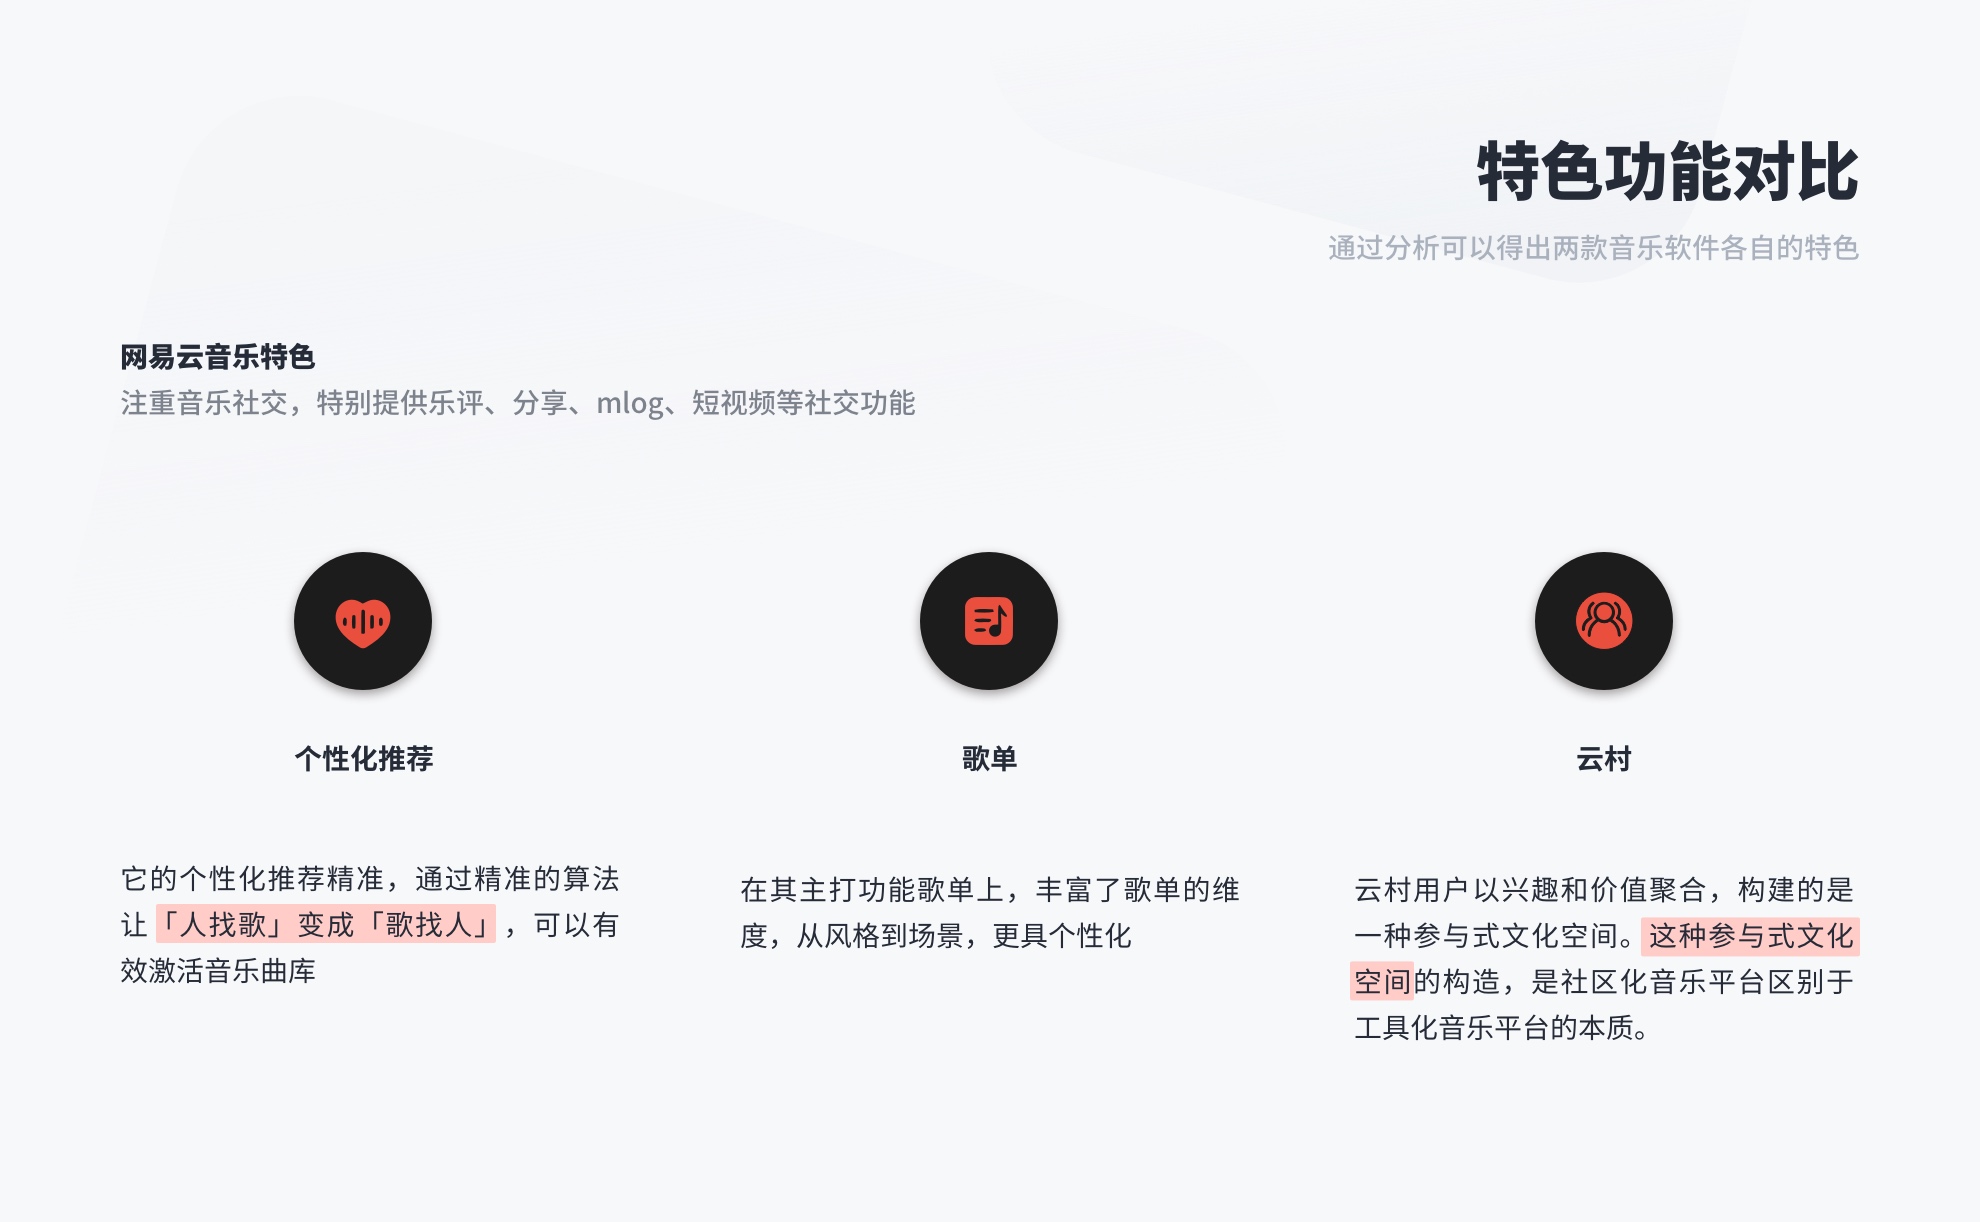 特色功能对比
通过分析可以得出两款音乐软件各自的特色
网易云音乐特色
注重音乐社交，特别提供乐评、分享、mlog、短视频等社交功能
个性化推荐
它的个性化推荐精准，通过精准的算法
让「人找歌」变成「歌找人」，可以有
效激活音乐曲库
歌单
在其主打功能歌单上，丰富了歌单的维
度，从风格到场景，更具个性化
云村
云村用户以兴趣和价值聚合，构建的是
一种参与式文化空间。这种参与式文化
空间的构造，是社区化音乐平台区别于
工具化音乐平台的本质。